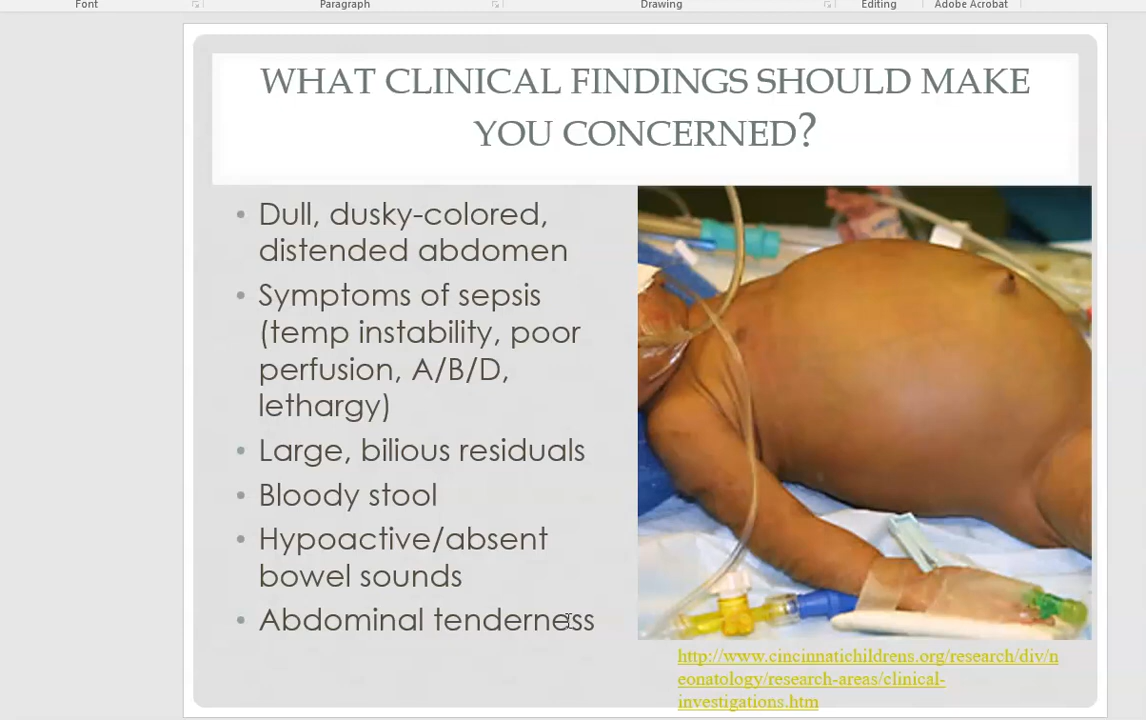 Font
Paragraph
Drawing
Editing
Adobe Acrobat
WHAT CLINICAL FINDINGS SHOULD MAKE
YOU CONCERNED?
• Dull, dusky-colored,
distended abdomen
• Symptoms of sepsis
(temp instability, poor
perfusion, A/B/D,
lethargy)
• Large, bilious residuals
• Bloody stool
• Hypoactive/absent
bowel sounds
• Abdominal tenderness
http://www.cincinnatichildrens.org/research/div/n
eonatology/research-areas/clinical-
investigations.htm